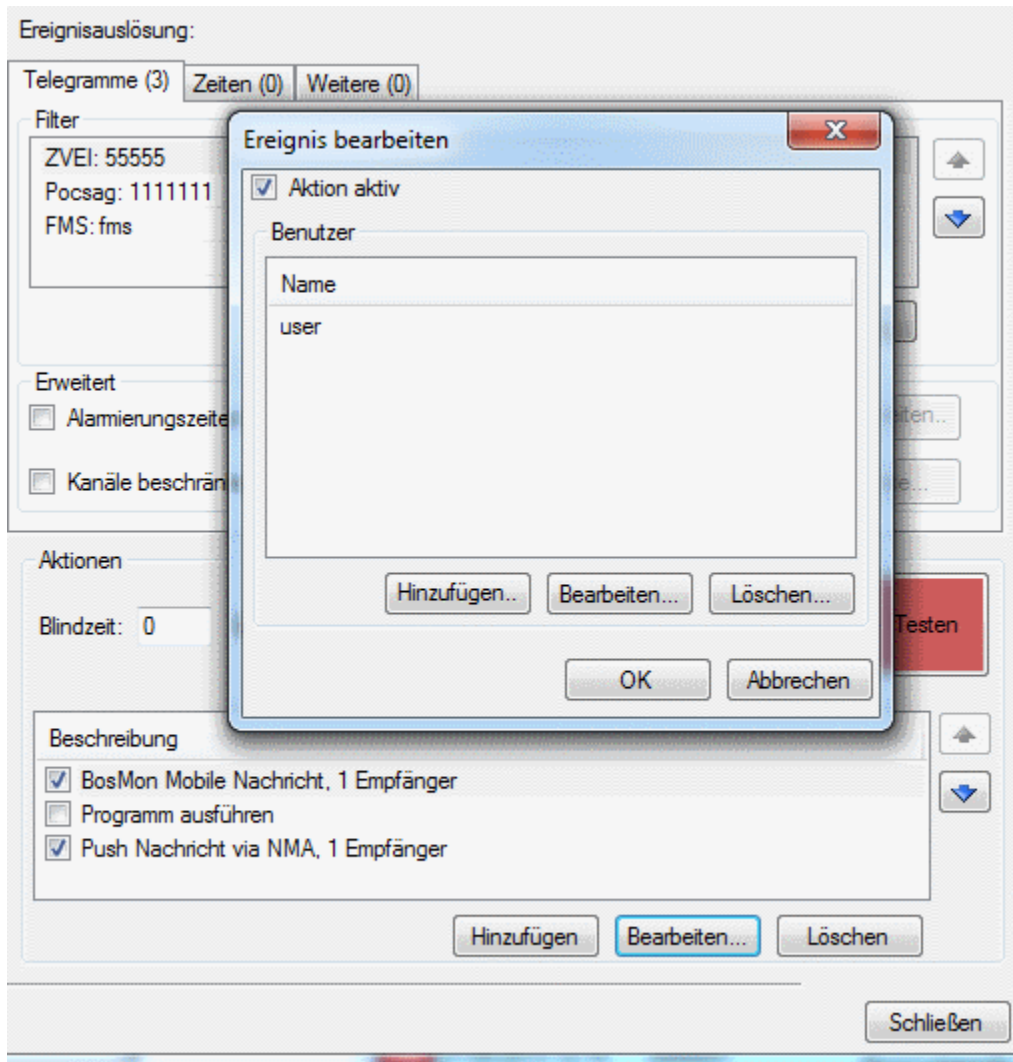 Ereignisauslösung:
Telegramme (3) Zeiten (0) Weitere (0)
Filter
ZVEI: 55555
Pocsag: 1111111
FMS: fms
Ereignis bearbeiten
Aktion aktiv
Benutzer
Name
user
Hinzufügen.. Bearbeiten... Löschen...
OK Abbrechen
Erweitert
Alarmierungszeite
iten..
Kanäle beschrän
e...
Aktionen
Blindzeit: 0
Testen
Beschreibung
BosMon Mobile Nachricht, 1 Empfänger
Programm ausführen
Push Nachricht via NMA, 1 Empfänger
Hinzufügen Bearbeiten... Löschen
Schließen